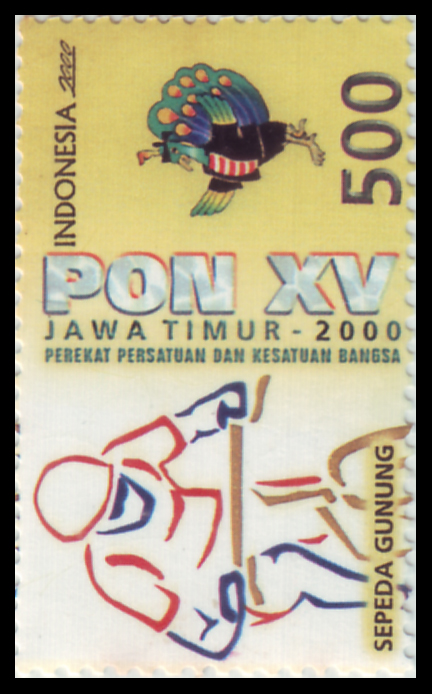 INDONESIA 2000
500
PON XV
JAWA TIMUR - 2000
PEREKAT PERSATUAN DAN KESATUAN BANGSA
SEPEDA GUNUNG